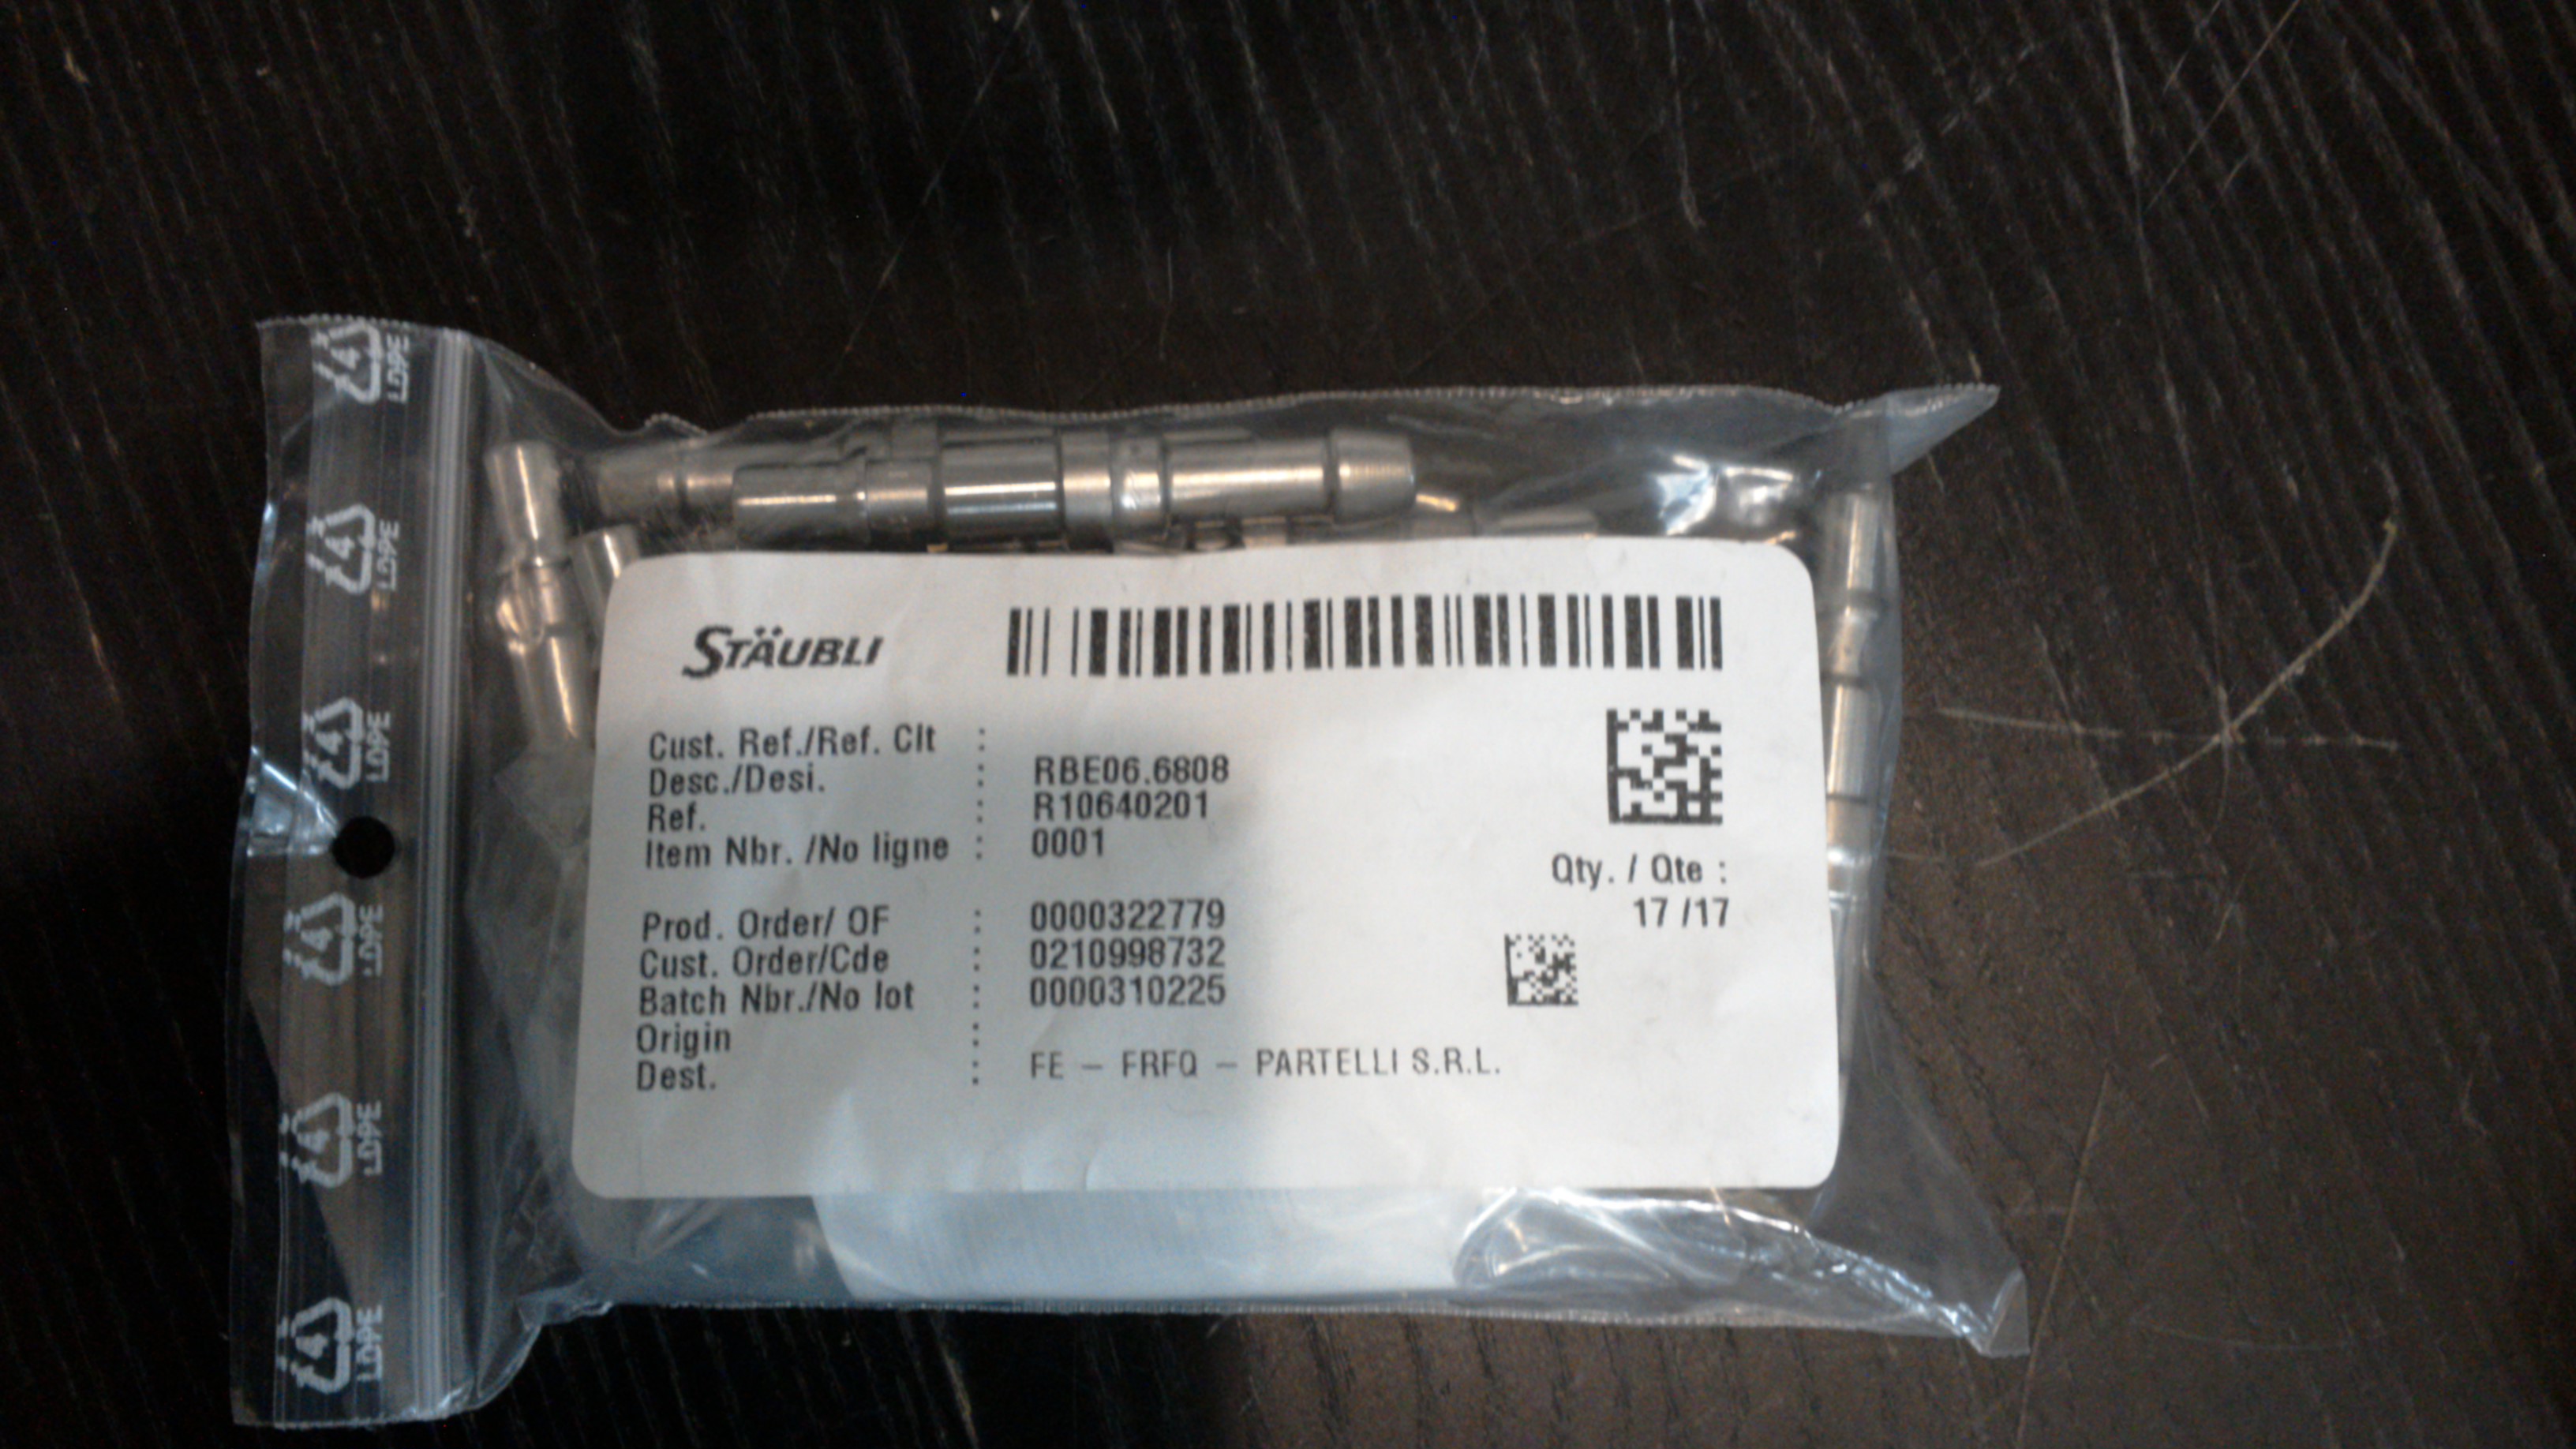 STÄUBLI
Cust. Ref./Ref. Clt :
Desc./Desi. : RBE06.6808
Ref. : R10640201
Item Nbr. /No ligne : 0001
Qty. / Qte :
17 /17
Prod. Order/ OF : 0000322779
Cust. Order/Cde : 0210998732
Batch Nbr./No lot : 0000310225
Origin :
Dest. : FE – FRFQ – PARTELLI S.R.L.
4 LDPE
4 LDPE
4 LDPE
4 LDPE
4 LDPE
4 LDPE